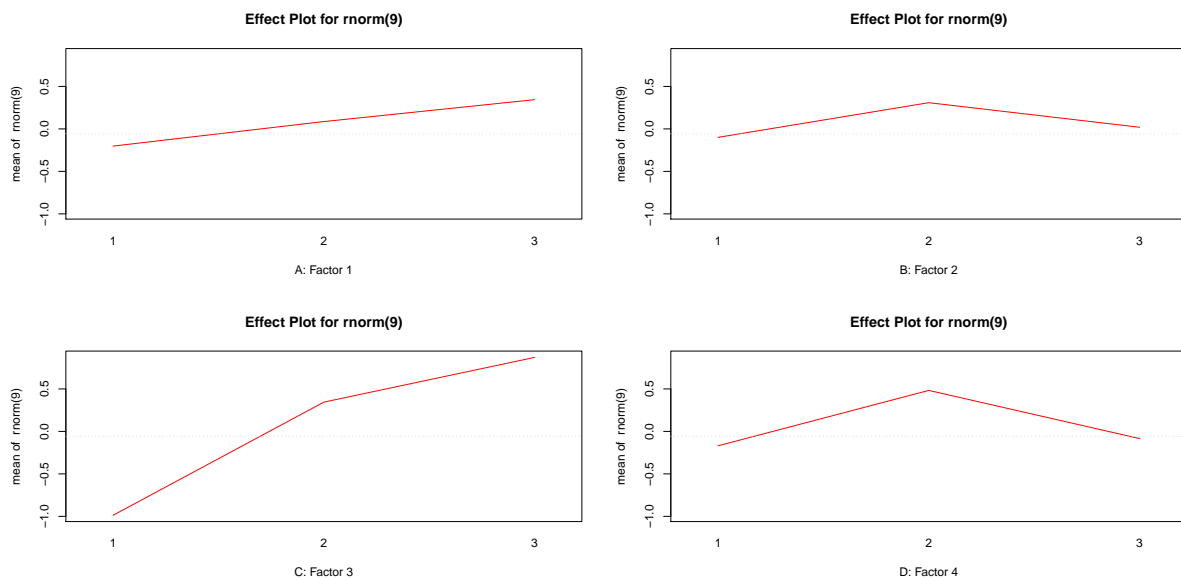 Effect Plot for rnorm(9)
mean of rnorm(9)
0.5
0.0
−0.5
−1.0
1 2 3
A: Factor 1
Effect Plot for rnorm(9)
mean of rnorm(9)
0.5
0.0
−0.5
−1.0
1 2 3
B: Factor 2
Effect Plot for rnorm(9)
mean of rnorm(9)
0.5
0.0
−0.5
−1.0
1 2 3
C: Factor 3
Effect Plot for rnorm(9)
mean of rnorm(9)
0.5
0.0
−0.5
−1.0
1 2 3
D: Factor 4